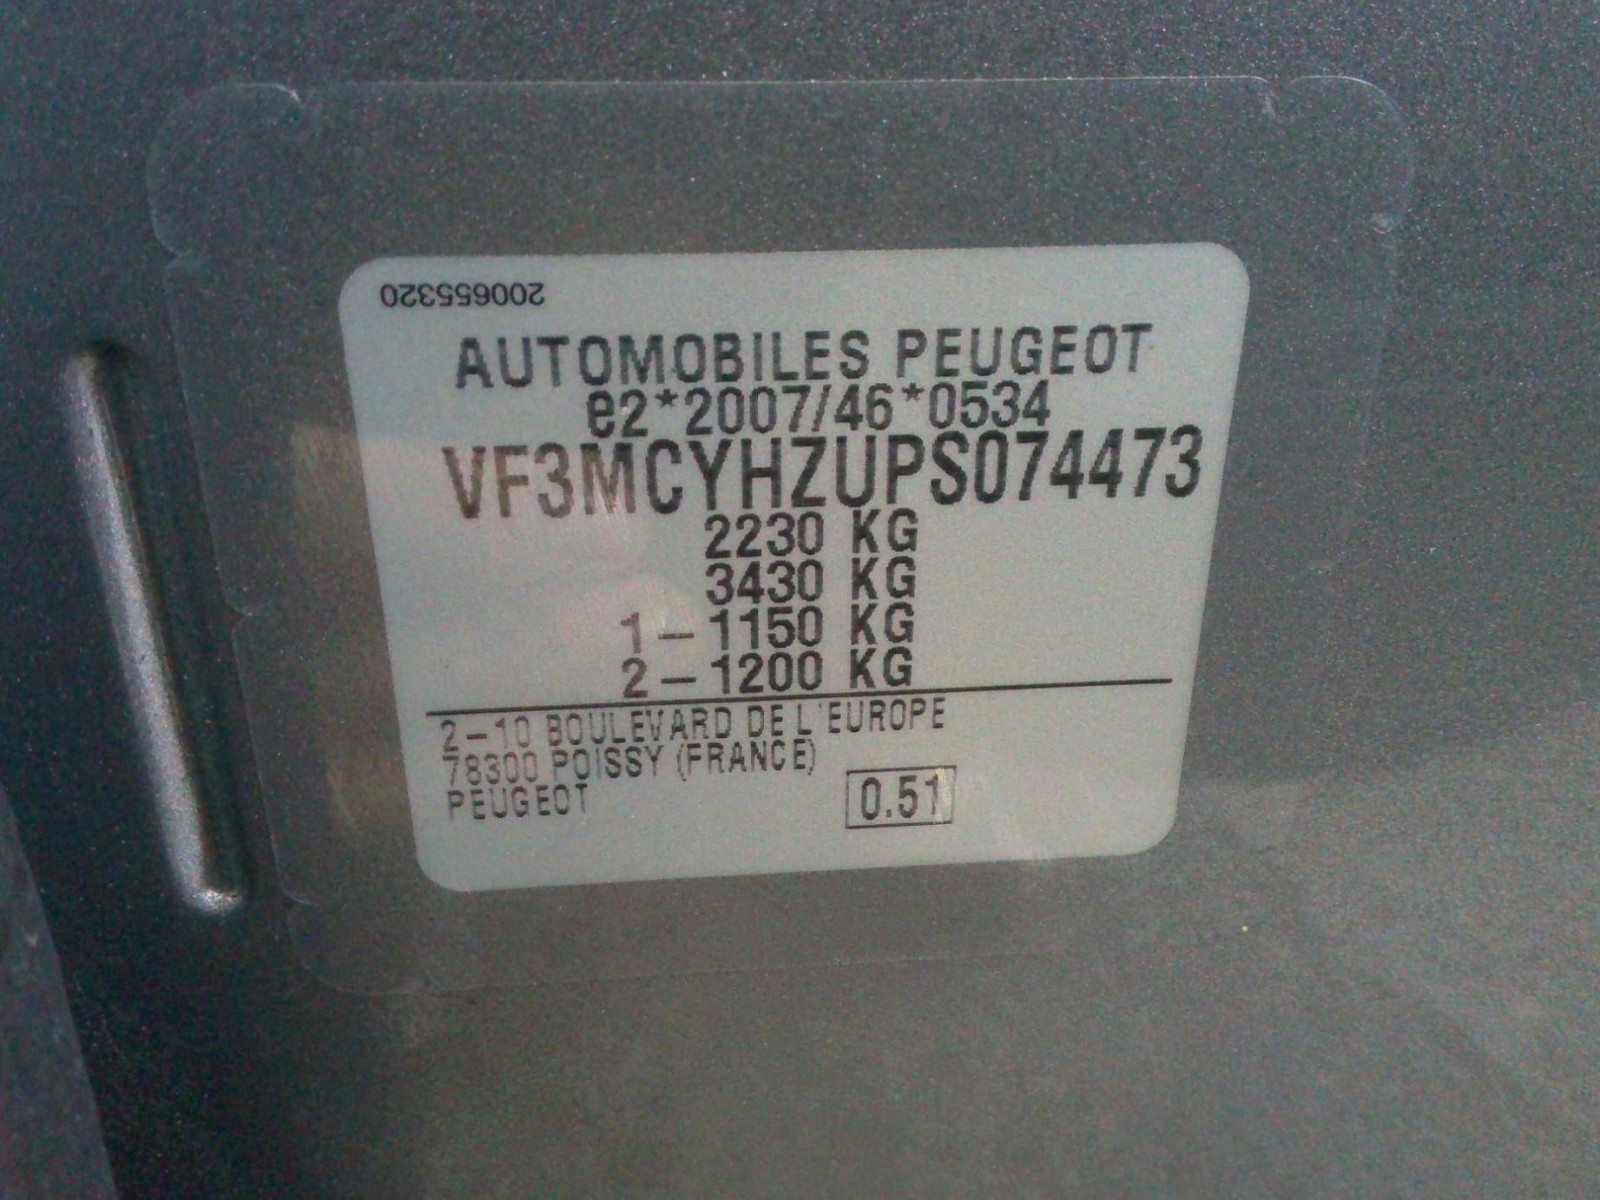 200655320
AUTOMOBILES PEUGEOT
e2*2007/46*0534
VF3MCYHZUPS074473
2230 KG
3430 KG
1-1150 KG
2-1200 KG
2-10 BOULEVARD DE L'EUROPE
78300 POISSY (FRANCE)
PEUGEOT
0.51